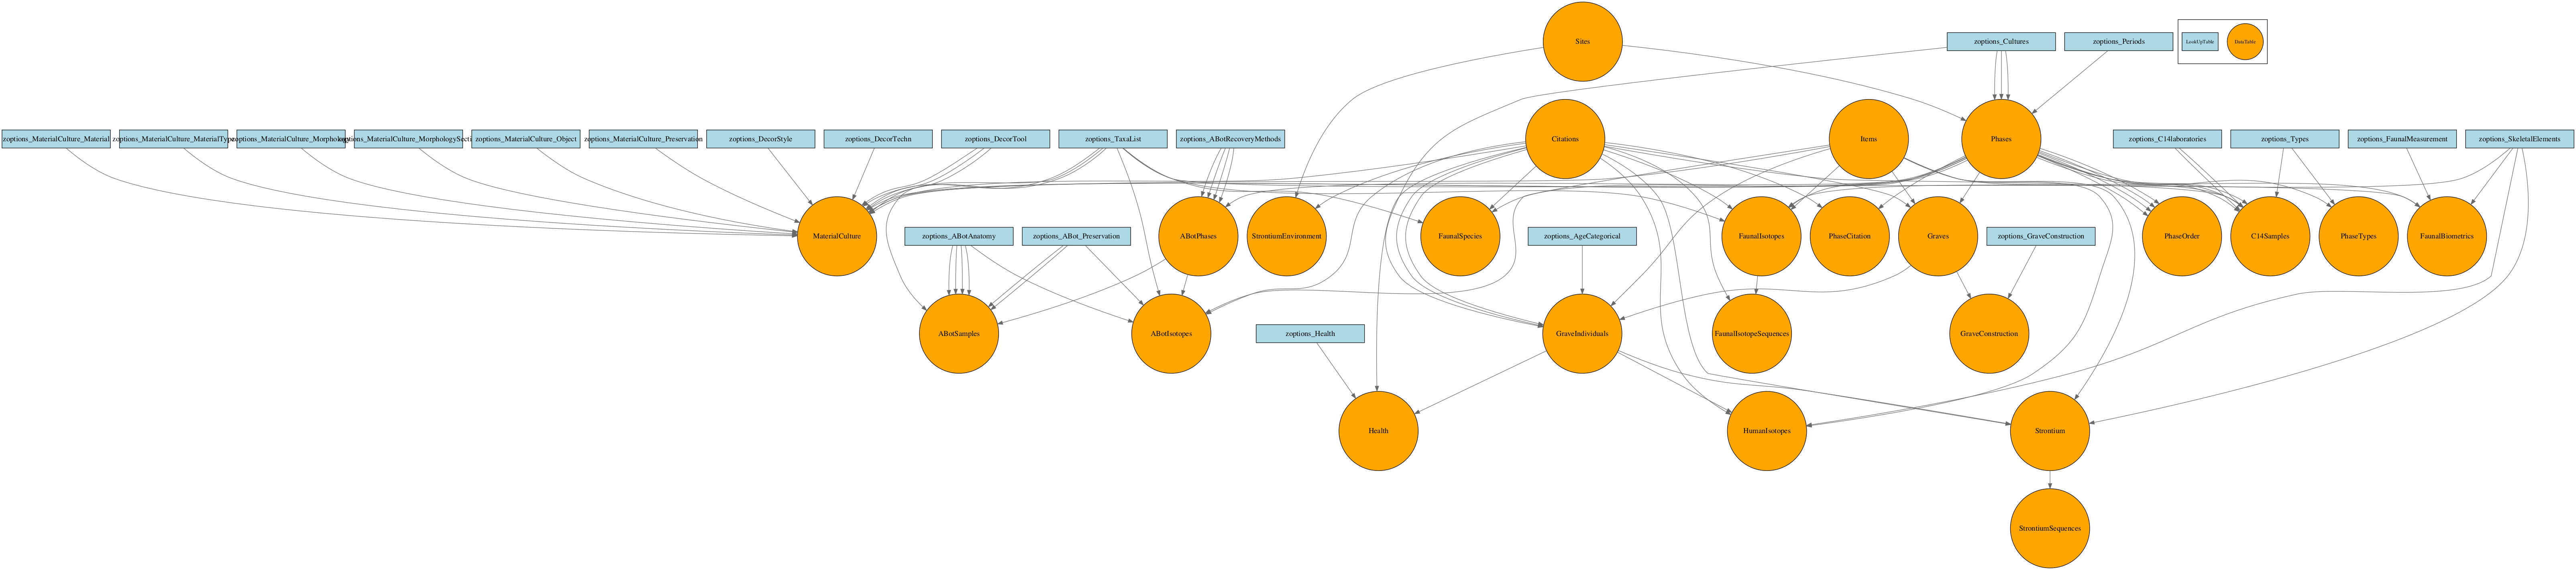 Sites
zoptions_Cultures
zoptions_Periods
LookUpTable
DataTable
zoptions_MaterialCulture_Material
zoptions_MaterialCulture_MaterialType
zoptions_MaterialCulture_Morphology
zoptions_MaterialCulture_MorphologySecti
zoptions_MaterialCulture_Object
zoptions_MaterialCulture_Preservation
zoptions_DecorStyle
zoptions_DecorTechn
zoptions_DecorTool
zoptions_TaxaList
zoptions_ABotRecoveryMethods
Citations
Items
Phases
zoptions_C14laboratories
zoptions_Types
zoptions_FaunalMeasurement
zoptions_SkeletalElements
MaterialCulture
zoptions_ABotAnatomy
zoptions_ABot_Preservation
ABotPhases
StrontiumEnvironment
FaunalSpecies
zoptions_AgeCategorical
FaunalIsotopes
PhaseCitation
Graves
zoptions_GraveConstruction
PhaseOrder
C14Samples
PhaseTypes
FaunalBiometrics
ABotSamples
ABotIsotopes
zoptions_Health
GraveIndividuals
FaunalIsotopeSequences
GraveConstruction
Health
HumanIsotopes
Strontium
StrontiumSequences